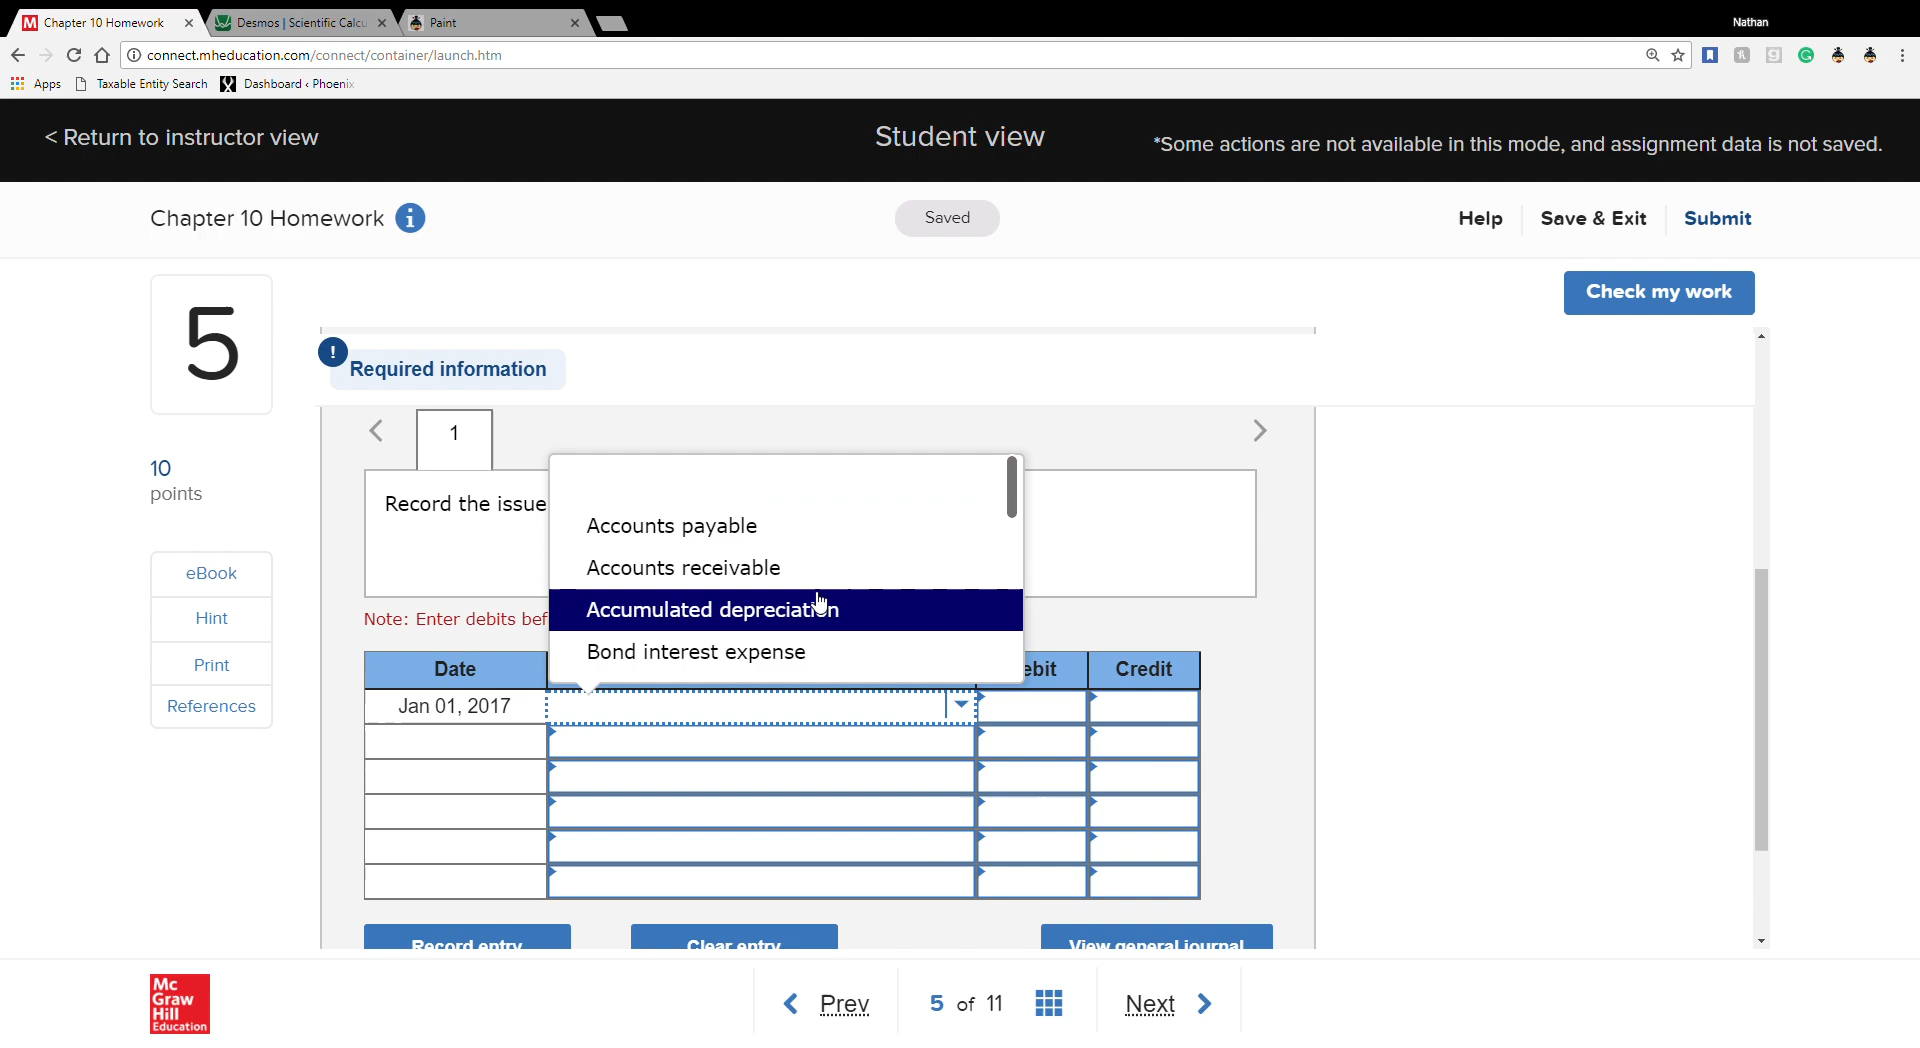 Chapter 10 Homework
Desmos | Scientific Calcu
Paint
Nathan
connect.mheducation.com/connect/container/launch.htm
Apps
Taxable Entity Search
Dashboard ‹ Phoenix
< Return to instructor view
Student view
*Some actions are not available in this mode, and assignment data is not saved.
Chapter 10 Homework
Saved
Help
Save & Exit
Submit
Check my work
5
10
points
eBook
Hint
Print
References
!
Required information
1
Record the issue
Accounts payable
Accounts receivable
Accumulated depreciation
Bond interest expense
Note: Enter debits bef
Date
ebit
Credit
Jan 01, 2017
Record entry
Clear entry
View general journal
Mc
Graw
Hill
Education
Prev
5 of 11
Next